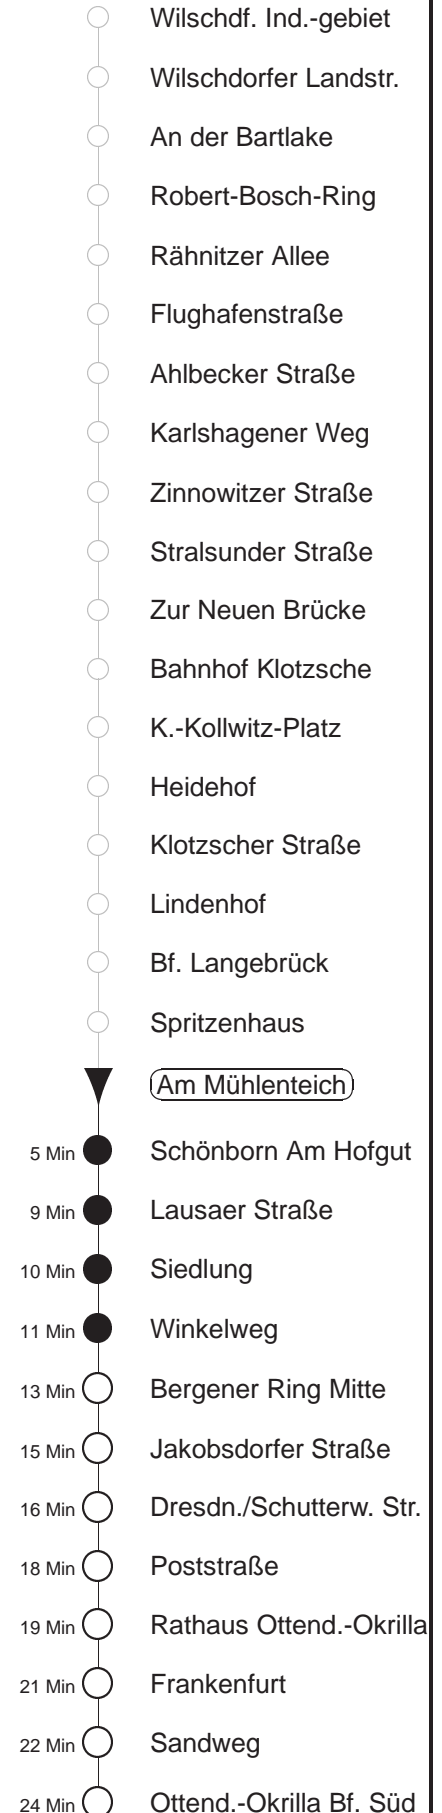 Wilschdf. Ind.-gebiet
Wilschdorfer Landstr.
An der Bartlake
Robert-Bosch-Ring
Rähnitzer Allee
Flughafenstraße
Ahlbecker Straße
Karlshagener Weg
Zinnowitzer Straße
Stralsunder Straße
Zur Neuen Brücke
Bahnhof Klotzsche
K.-Kollwitz-Platz
Heidehof
Klotzscher Straße
Lindenhof
Bf. Langebrück
Spritzenhaus
Am Mühlenteich
5 Min Schönborn Am Hofgut
9 Min Lausaer Straße
10 Min Siedlung
11 Min Winkelweg
13 Min Bergener Ring Mitte
15 Min Jakobsdorfer Straße
16 Min Dresdn./Schutterw. Str.
18 Min Poststraße
19 Min Rathaus Ottend.-Okrilla
21 Min Frankenfurt
22 Min Sandweg
24 Min Ottend.-Okrilla Bf. Süd